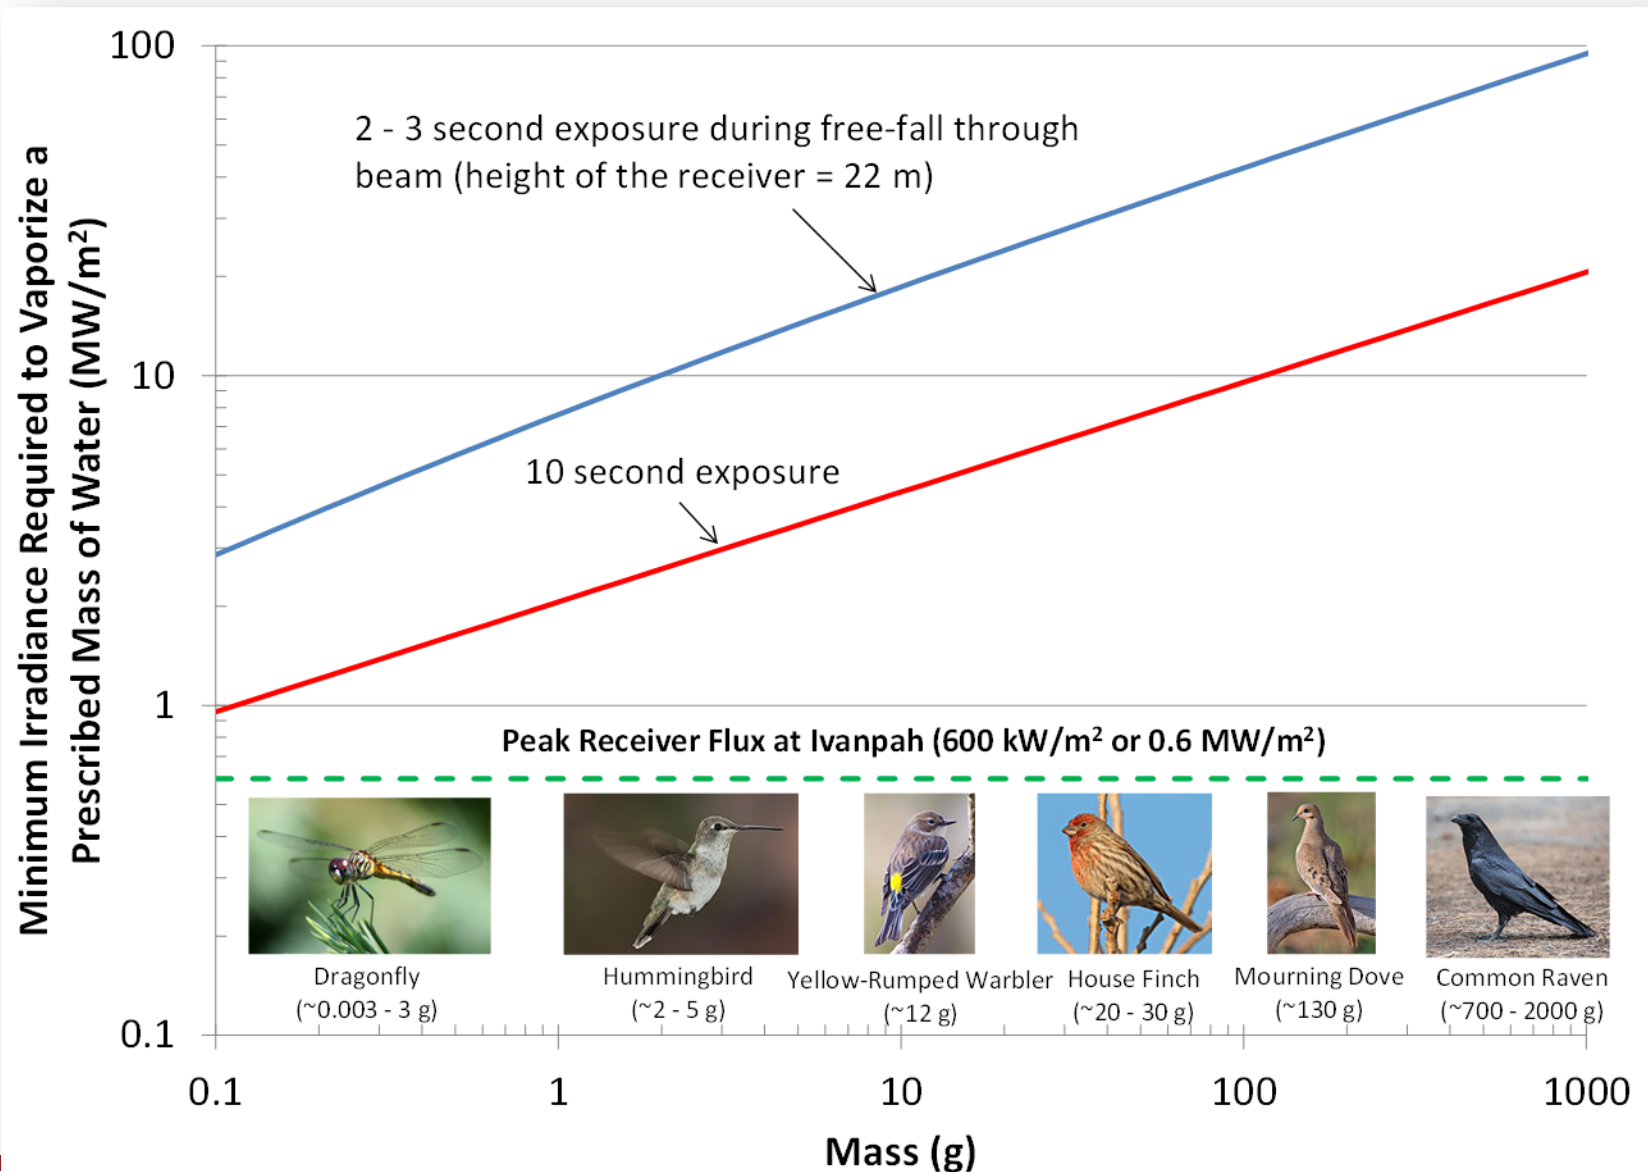 Minimum Irradiance Required to Vaporize a
Prescribed Mass of Water (MW/m²)
100
10
1
0.1
2 - 3 second exposure during free-fall through
beam (height of the receiver = 22 m)
10 second exposure
Peak Receiver Flux at Ivanpah (600 kW/m² or 0.6 MW/m²)
Dragonfly
(~0.003 - 3 g)
Hummingbird
(~2 - 5 g)
Yellow-Rumped Warbler
(~12 g)
House Finch
(~20 - 30 g)
Mourning Dove
(~130 g)
Common Raven
(~700 - 2000 g)
0.1 1 10 100 1000
Mass (g)